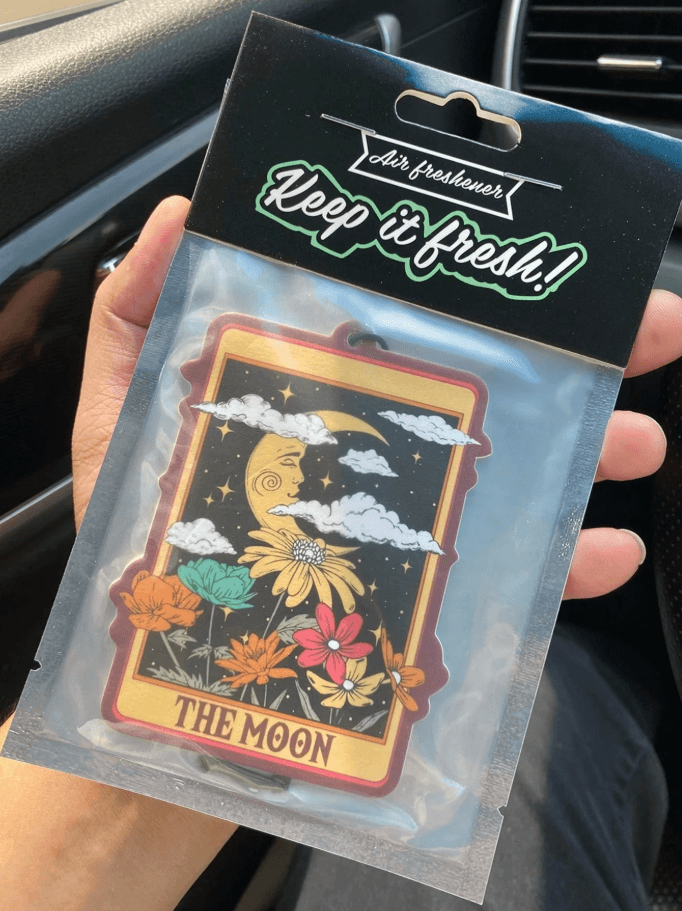 Air freshener
Keep it fresh!
THE MOON